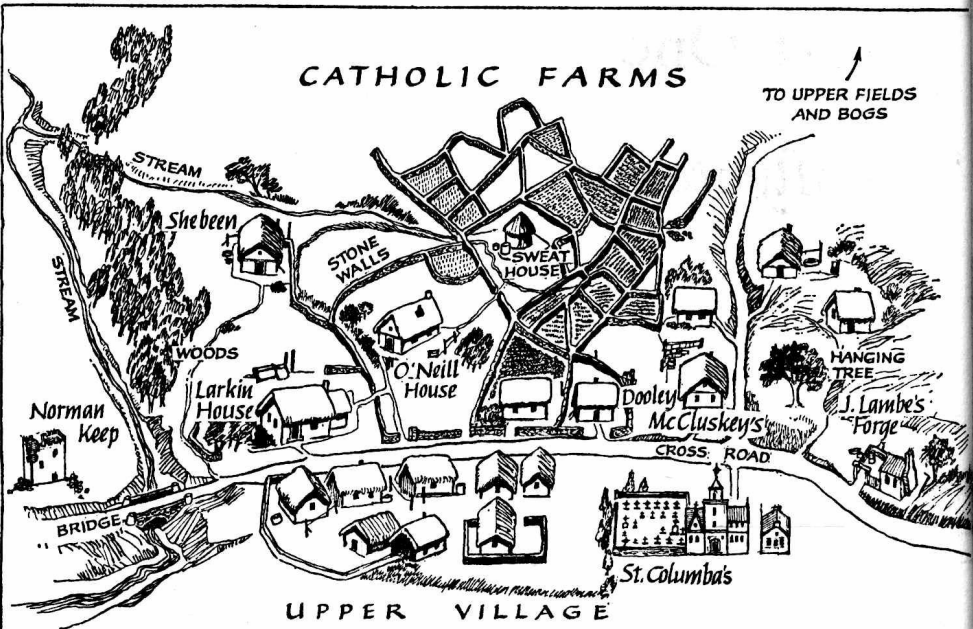 CATHOLIC FARMS
TO UPPER FIELDS
AND BOGS
STREAM
Shebeen
STONE
WALLS
SWEAT
HOUSE
STREAM
WOODS
O'Neill
House
HANGING
TREE
Larkin
House
Dooley
McCluskey's
J. Lambe's
Forge
Norman
Keep
CROSS ROAD
BRIDGE
St. Columba's
UPPER VILLAGE